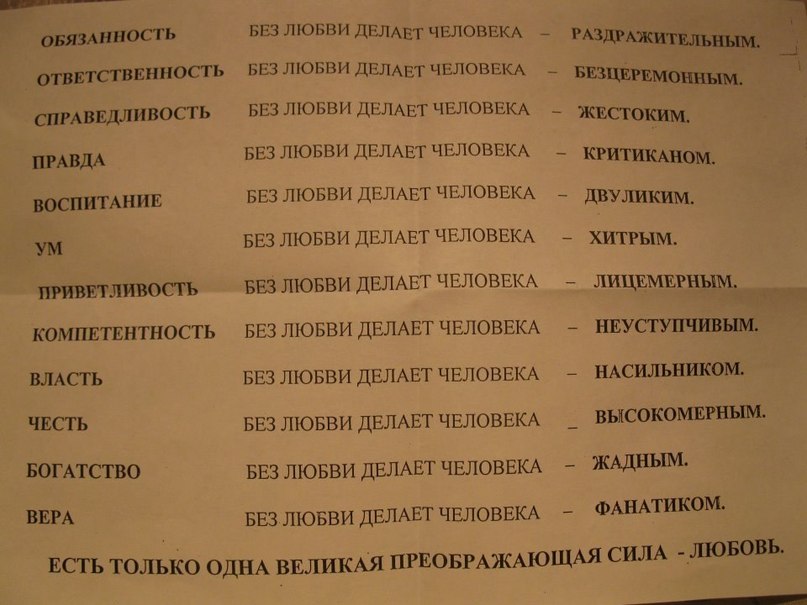 ОБЯЗАННОСТЬ БЕЗ ЛЮБВИ ДЕЛАЕТ ЧЕЛОВЕКА – РАЗДРАЖИТЕЛЬНЫМ.
ОТВЕТСТВЕННОСТЬ БЕЗ ЛЮБВИ ДЕЛАЕТ ЧЕЛОВЕКА – БЕЗЦЕРЕМОННЫМ.
СПРАВЕДЛИВОСТЬ БЕЗ ЛЮБВИ ДЕЛАЕТ ЧЕЛОВЕКА – ЖЕСТОКИМ.
ПРАВДА БЕЗ ЛЮБВИ ДЕЛАЕТ ЧЕЛОВЕКА – КРИТИКАНОМ.
ВОСПИТАНИЕ БЕЗ ЛЮБВИ ДЕЛАЕТ ЧЕЛОВЕКА – ДВУЛИКИМ.
УМ БЕЗ ЛЮБВИ ДЕЛАЕТ ЧЕЛОВЕКА – ХИТРЫМ.
ПРИВЕТЛИВОСТЬ БЕЗ ЛЮБВИ ДЕЛАЕТ ЧЕЛОВЕКА – ЛИЦЕМЕРНЫМ.
КОМПЕТЕНТНОСТЬ БЕЗ ЛЮБВИ ДЕЛАЕТ ЧЕЛОВЕКА – НЕУСТУПЧИВЫМ.
ВЛАСТЬ БЕЗ ЛЮБВИ ДЕЛАЕТ ЧЕЛОВЕКА – НАСИЛЬНИКОМ.
ЧЕСТЬ БЕЗ ЛЮБВИ ДЕЛАЕТ ЧЕЛОВЕКА _ ВЫСОКОМЕРНЫМ.
БОГАТСТВО БЕЗ ЛЮБВИ ДЕЛАЕТ ЧЕЛОВЕКА – ЖАДНЫМ.
ВЕРА БЕЗ ЛЮБВИ ДЕЛАЕТ ЧЕЛОВЕКА – ФАНАТИКОМ.
ЕСТЬ ТОЛЬКО ОДНА ВЕЛИКАЯ ПРЕОБРАЖАЮЩАЯ СИЛА - ЛЮБОВЬ.